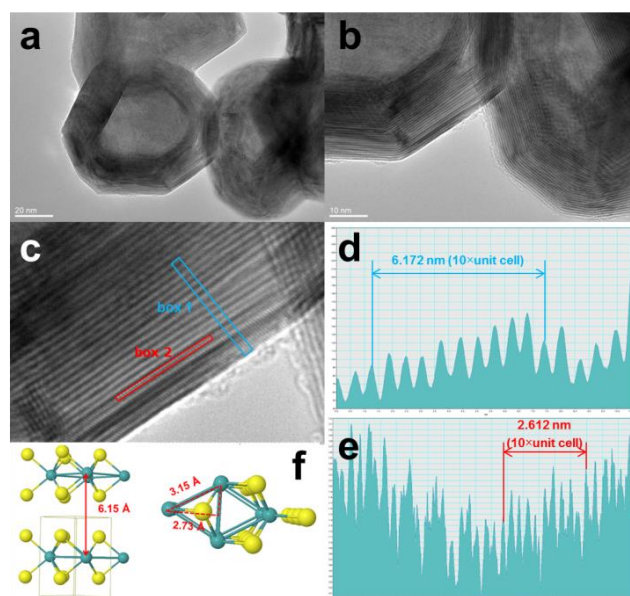 a
b
20 nm
10 nm
c
box 1
box 2
d
6.172 nm (10×unit cell)
e
2.612 nm
(10×unit cell)
f
6.15 Å
3.15 Å
2.73 Å